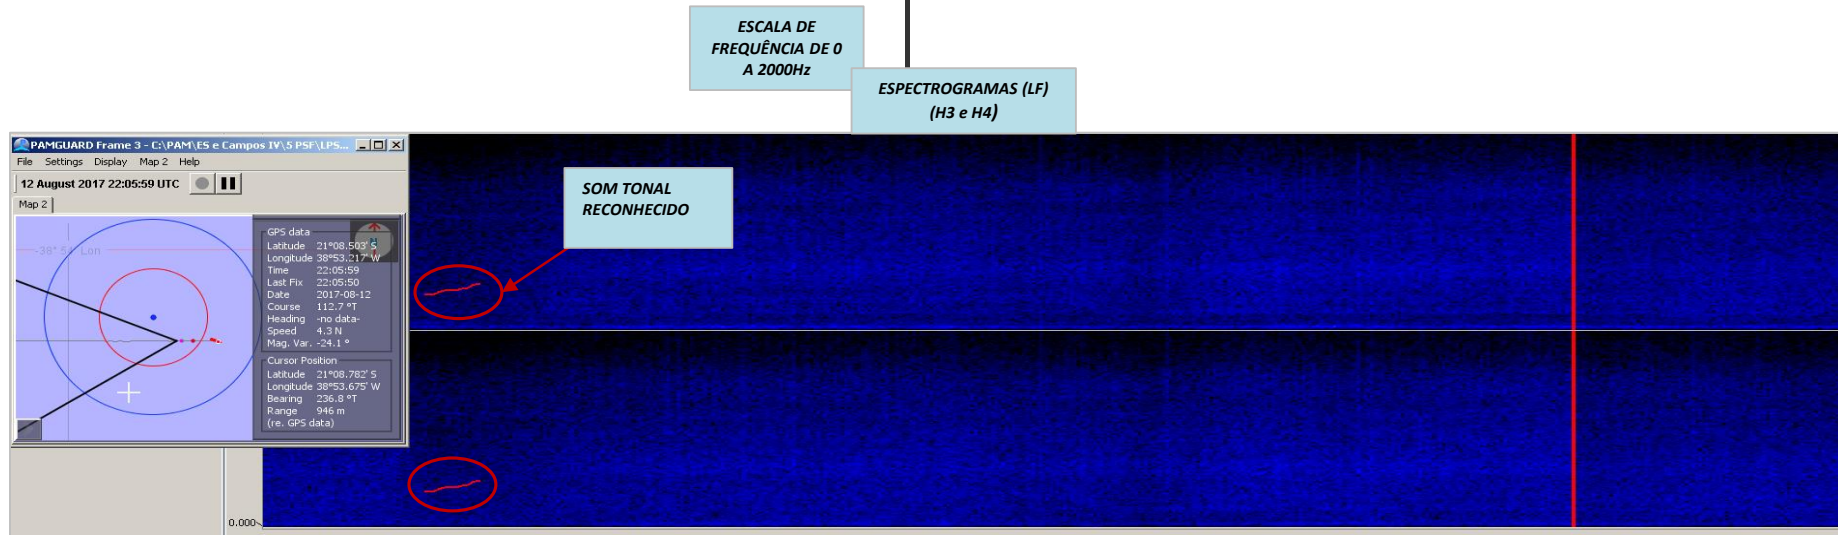 ESCALA DE
FREQUÊNCIA DE 0
A 2000Hz
ESPECTROGRAMAS (LF)
(H3 e H4)
PAMGUARD Frame 3 - C:\PAM\ES e Campos IV\5 PSF\LPS...
File Settings Display Map 2 Help
12 August 2017 22:05:59 UTC
Map 2
SOM TONAL
RECONHECIDO
-38° 54' Lon
GPS data
Latitude 21°08.503' S
Longitude 38°53.217' W
Time 22:05:59
Last Fix 22:05:50
Date 2017-08-12
Course 112.7 °T
Heading -no data-
Speed 4.3 N
Mag. Var. -24.1 °
Cursor Position
Latitude 21°08.782' S
Longitude 38°53.675' W
Bearing 236.8 °T
Range 946 m
(re. GPS data)
0.000